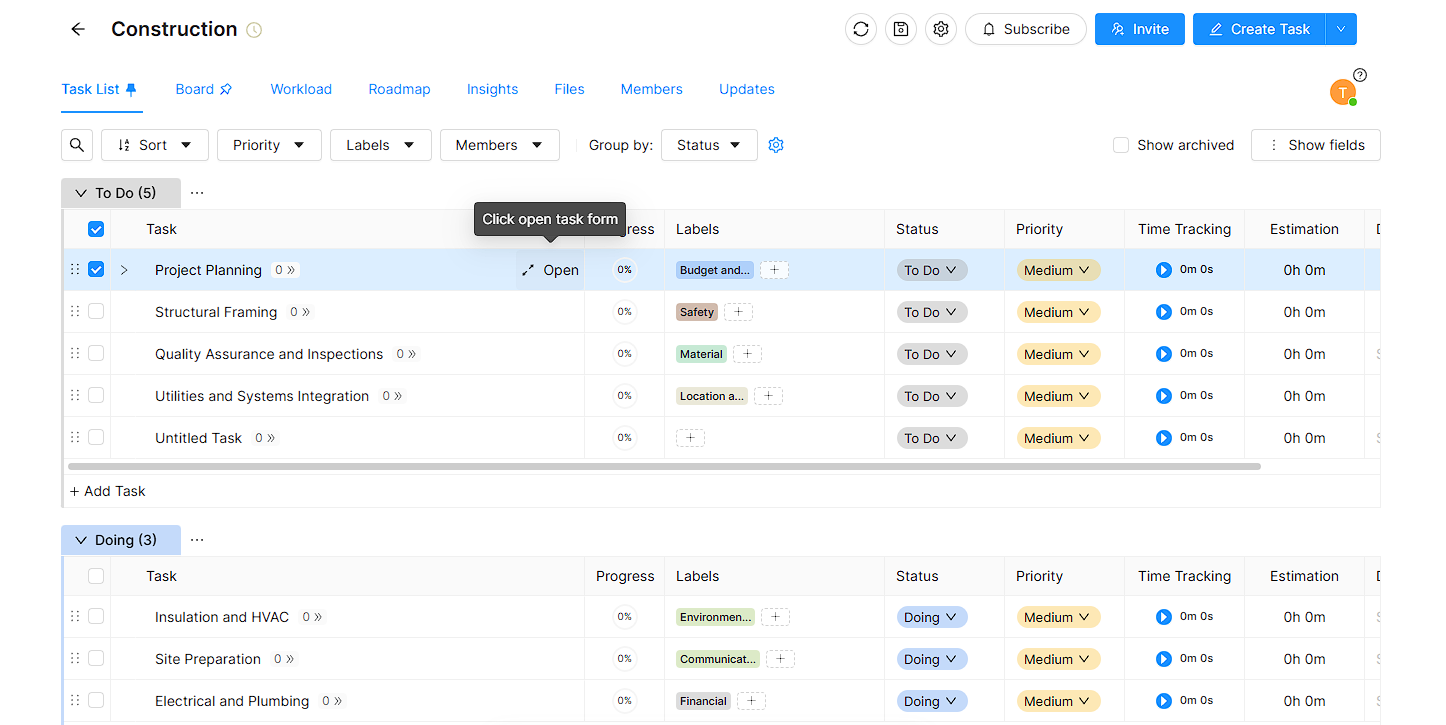 Construction
Subscribe
Invite
Create Task
Task List Board Workload Roadmap Insights Files Members Updates
?
T
Sort Priority Labels Members Group by: Status Show archived Show fields
To Do (5) ...
Click open task form
Task Labels Status Priority Time Tracking Estimation
Project Planning 0 » Open 0% Budget and... + To Do Medium 0m 0s 0h 0m
Structural Framing 0 » 0% Safety + To Do Medium 0m 0s 0h 0m
Quality Assurance and Inspections 0 » 0% Material + To Do Medium 0m 0s 0h 0m
Utilities and Systems Integration 0 » 0% Location a... + To Do Medium 0m 0s 0h 0m
Untitled Task 0 » 0% + To Do Medium 0m 0s 0h 0m
+ Add Task
Doing (3) ...
Task Progress Labels Status Priority Time Tracking Estimation
Insulation and HVAC 0 » 0% Environmen... + Doing Medium 0m 0s 0h 0m
Site Preparation 0 » 0% Communicat... + Doing Medium 0m 0s 0h 0m
Electrical and Plumbing 0 » 0% Financial + Doing Medium 0m 0s 0h 0m